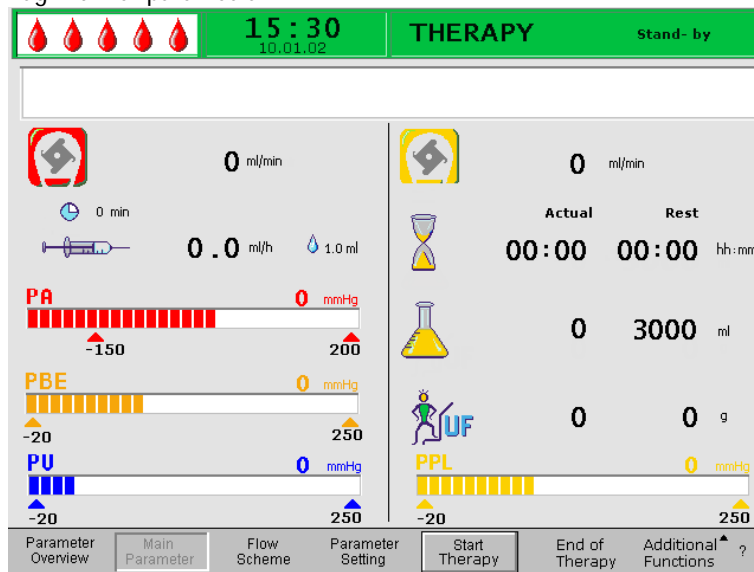 15:30
10.01.02
THERAPY
Stand- by
0 ml/min
0 min
0.0 ml/h 1.0 ml
PA 0 mmHg
-150 200
PBE 0 mmHg
-20 250
PV 0 mmHg
-20 250
0 ml/min
Actual Rest
00:00 00:00 hh:mm
0 3000 ml
UF 0 0 g
PPL 0 mmHg
-20 250
Parameter Overview
Main Parameter
Flow Scheme
Parameter Setting
Start Therapy
End of Therapy
Additional Functions
?